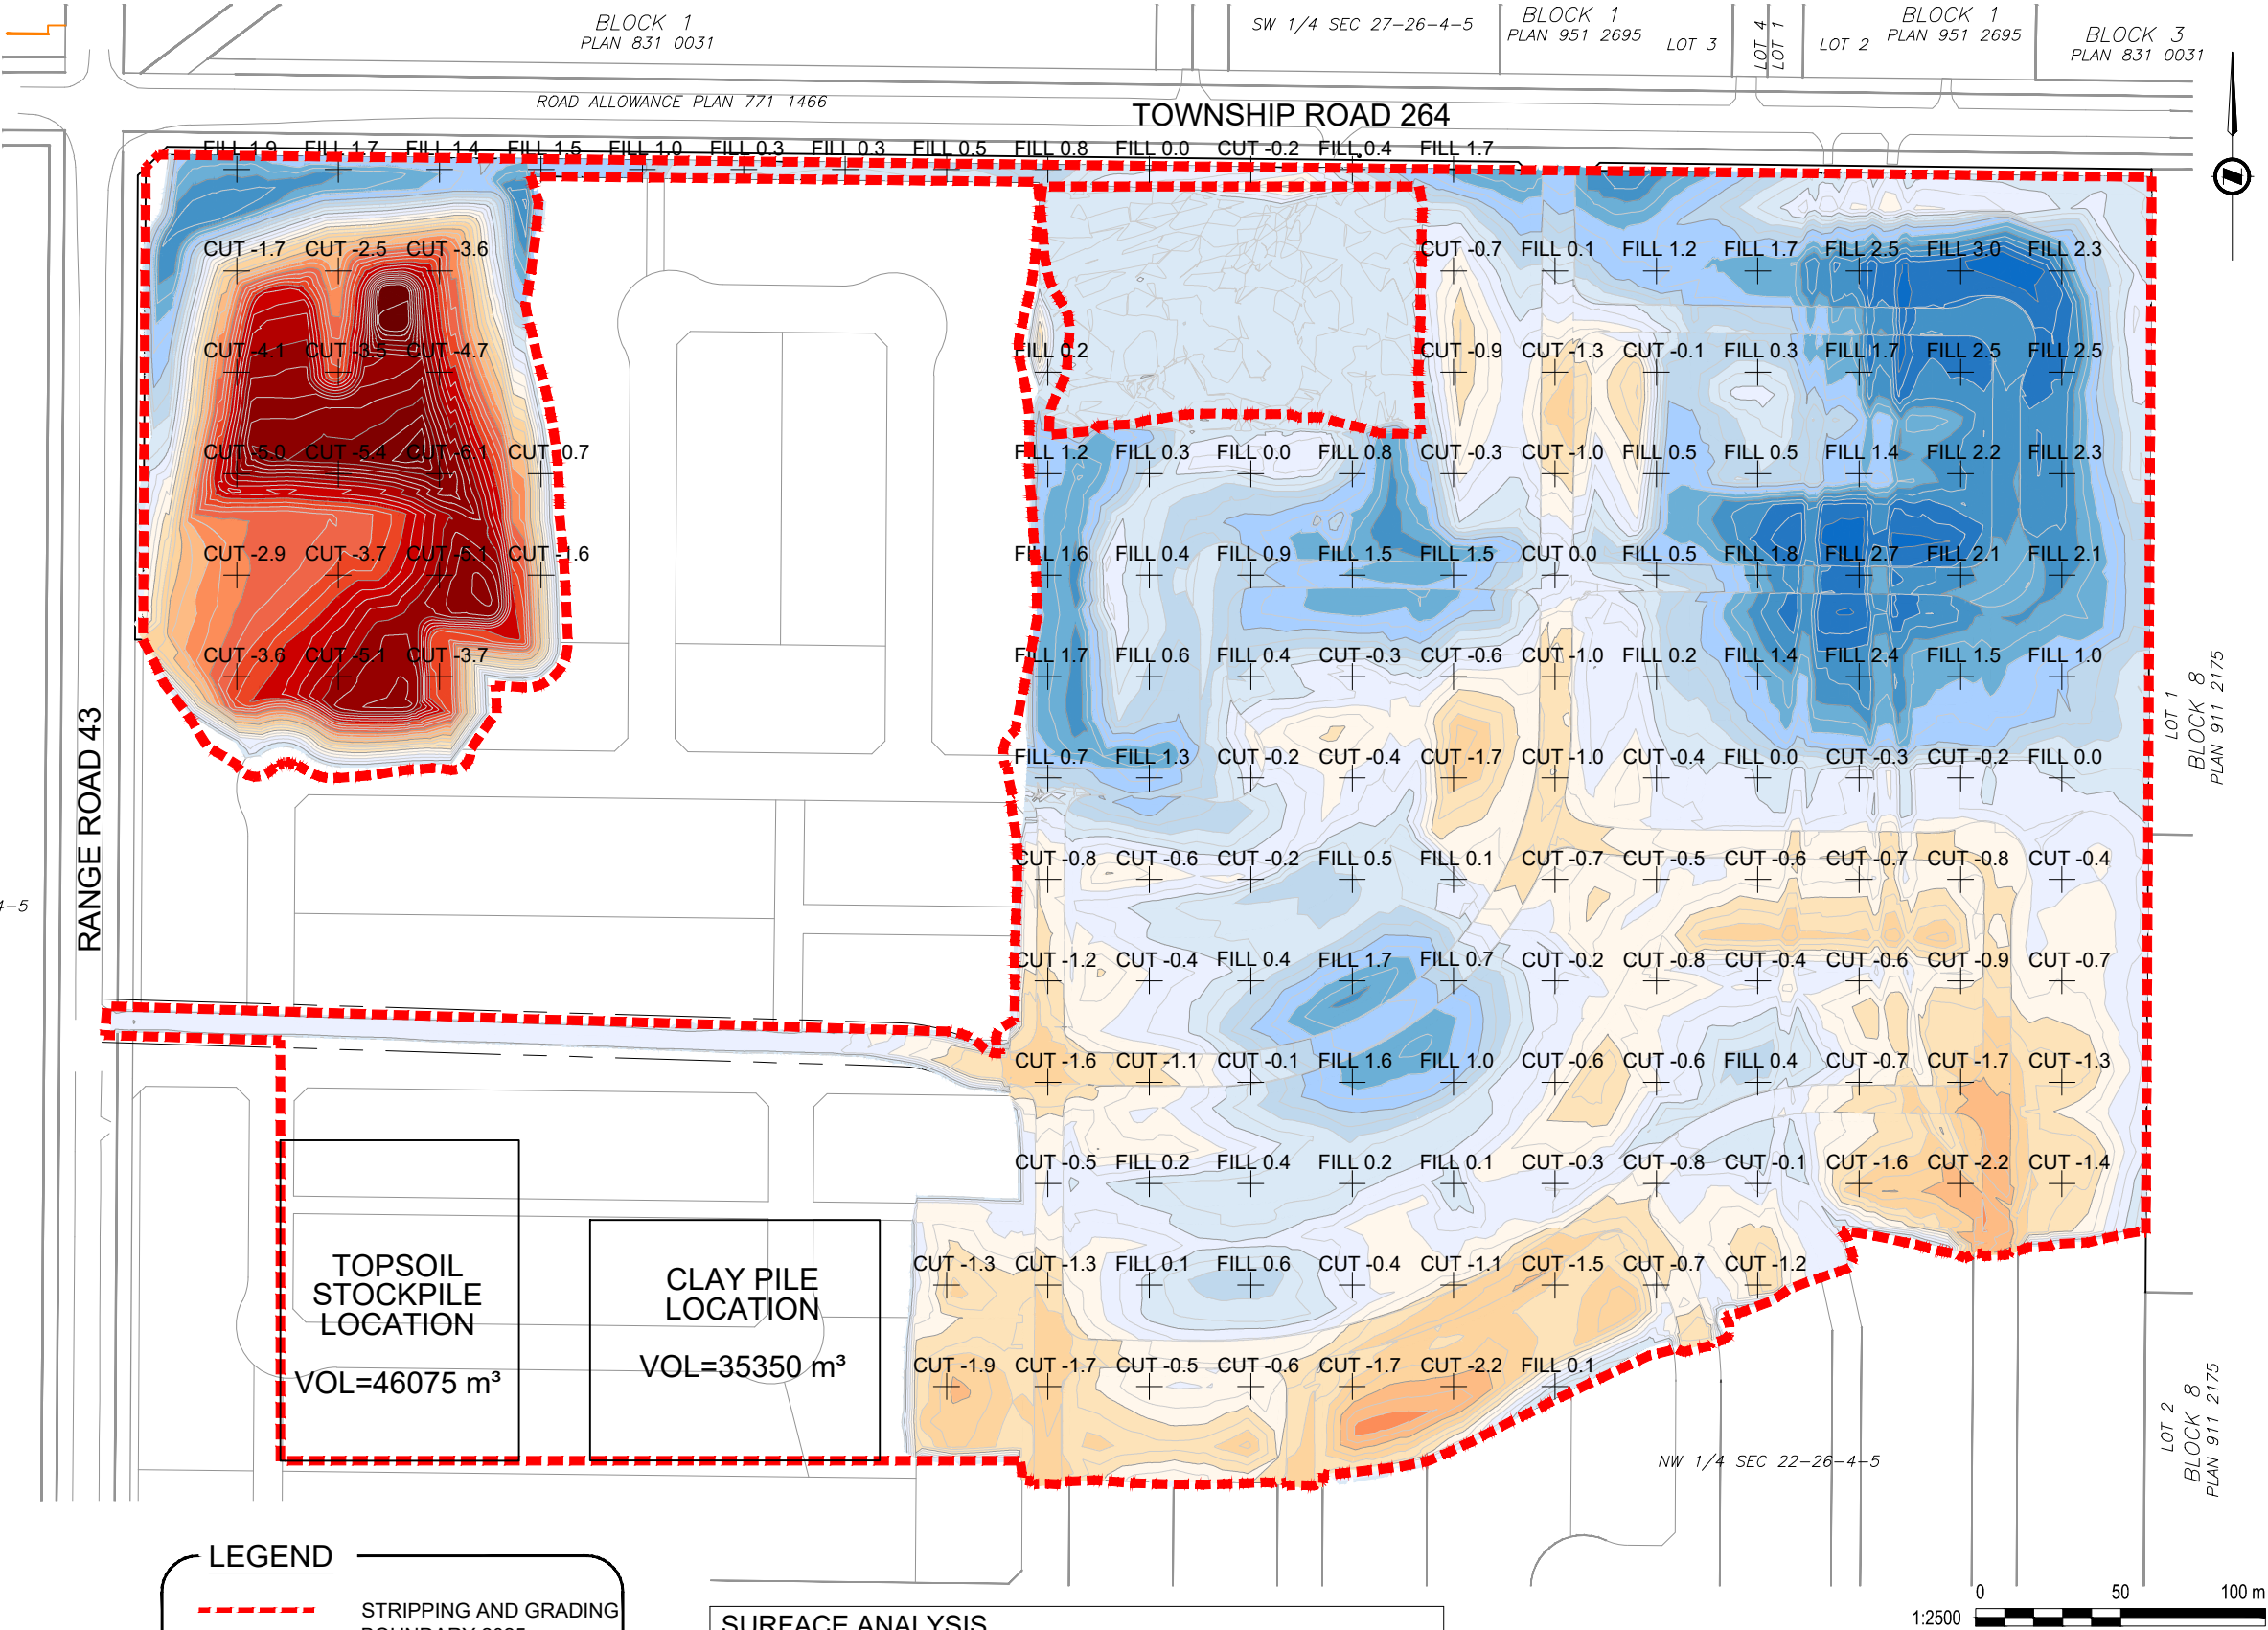 BLOCK 1
PLAN 831 0031
SW 1/4 SEC 27-26-4-5
BLOCK 1
PLAN 951 2695
LOT 3
LOT 4
LOT 1
LOT 2
BLOCK 1
PLAN 951 2695
BLOCK 3
PLAN 831 0031
ROAD ALLOWANCE PLAN 771 1466
TOWNSHIP ROAD 264
FILL 1.9 FILL 1.7 FILL 1.4 FILL 1.5 FILL 1.0 FILL 0.3 FILL 0.3 FILL 0.5 FILL 0.8 FILL 0.0 CUT -0.2 FILL 0.4 FILL 1.7
CUT -1.7 CUT -2.5 CUT -3.6 CUT -0.7 FILL 0.1 FILL 1.2 FILL 1.7 FILL 2.5 FILL 3.0 FILL 2.3
CUT -4.1 CUT -3.5 CUT -4.7 FILL 0.2 CUT -0.9 CUT -1.3 CUT -0.1 FILL 0.3 FILL 1.7 FILL 2.5 FILL 2.5
CUT -5.0 CUT -5.4 CUT -6.1 CUT -0.7 FILL 1.2 FILL 0.3 FILL 0.0 FILL 0.8 CUT -0.3 CUT -1.0 FILL 0.5 FILL 0.5 FILL 1.4 FILL 2.2 FILL 2.3
CUT -2.9 CUT -3.7 CUT -5.1 CUT -1.6 FILL 1.6 FILL 0.4 FILL 0.9 FILL 1.5 FILL 1.5 CUT 0.0 FILL 0.5 FILL 1.8 FILL 2.7 FILL 2.1 FILL 2.1
CUT -3.6 CUT -5.1 CUT -3.7 FILL 1.7 FILL 0.6 FILL 0.4 CUT -0.3 CUT -0.6 CUT -1.0 FILL 0.2 FILL 1.4 FILL 2.4 FILL 1.5 FILL 1.0
FILL 0.7 FILL 1.3 CUT -0.2 CUT -0.4 CUT -1.7 CUT -1.0 CUT -0.4 FILL 0.0 CUT -0.3 CUT -0.2 FILL 0.0
CUT -0.8 CUT -0.6 CUT -0.2 FILL 0.5 FILL 0.1 CUT -0.7 CUT -0.5 CUT -0.6 CUT -0.7 CUT -0.8 CUT -0.4
CUT -1.2 CUT -0.4 FILL 0.4 FILL 1.7 FILL 0.7 CUT -0.2 CUT -0.8 CUT -0.4 CUT -0.6 CUT -0.9 CUT -0.7
CUT -1.6 CUT -1.1 CUT -0.1 FILL 1.6 FILL 1.0 CUT -0.6 CUT -0.6 FILL 0.4 CUT -0.7 CUT -1.7 CUT -1.3
CUT -0.5 FILL 0.2 FILL 0.4 FILL 0.2 FILL 0.1 CUT -0.3 CUT -0.8 CUT -0.1 CUT -1.6 CUT -2.2 CUT -1.4
CUT -1.3 CUT -1.3 FILL 0.1 FILL 0.6 CUT -0.4 CUT -1.1 CUT -1.5 CUT -0.7 CUT -1.2
CUT -1.9 CUT -1.7 CUT -0.5 CUT -0.6 CUT -1.7 CUT -2.2 FILL 0.1
RANGE ROAD 43
4-5
LOT 1
BLOCK 8
PLAN 911 2175
TOPSOIL
STOCKPILE
LOCATION
VOL=46075 m³
CLAY PILE
LOCATION
VOL=35350 m³
NW 1/4 SEC 22-26-4-5
LOT 2
BLOCK 8
PLAN 911 2175
LEGEND
STRIPPING AND GRADING
SURFACE ANALYSIS
0 50 100 m
1:2500